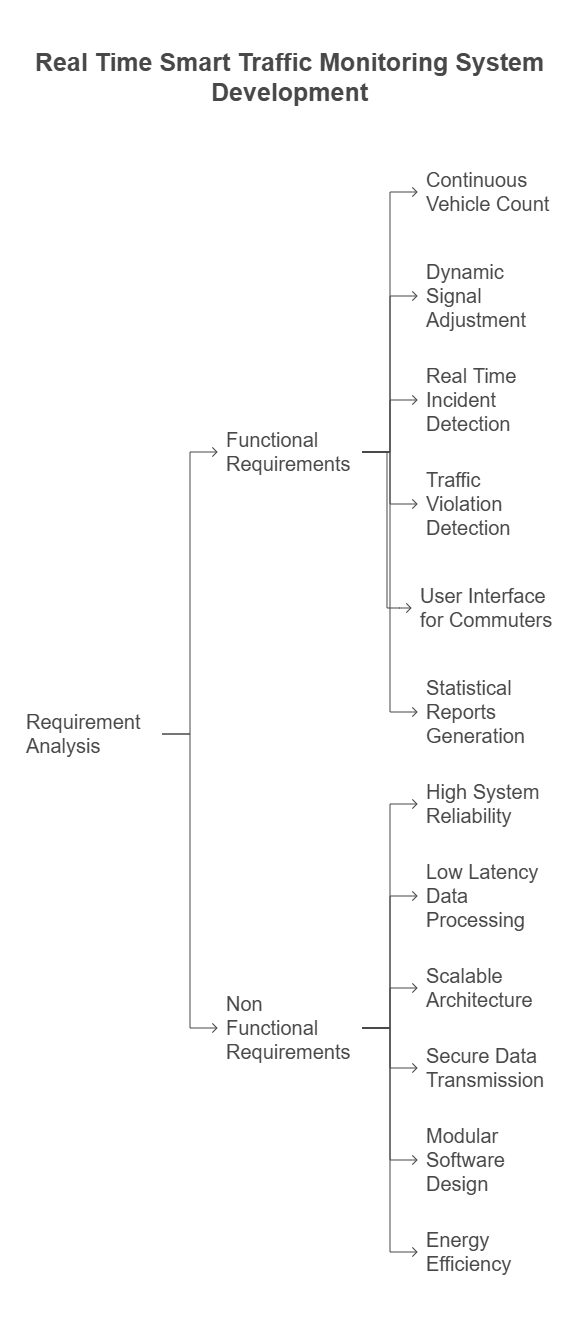 Real Time Smart Traffic Monitoring System
Development
Continuous
Vehicle Count
Dynamic
Signal
Adjustment
Real Time
Incident
Detection
Functional
Requirements
Traffic
Violation
Detection
User Interface
for Commuters
Statistical
Reports
Generation
Requirement
Analysis
High System
Reliability
Low Latency
Data
Processing
Scalable
Architecture
Non
Functional
Requirements
Secure Data
Transmission
Modular
Software
Design
Energy
Efficiency